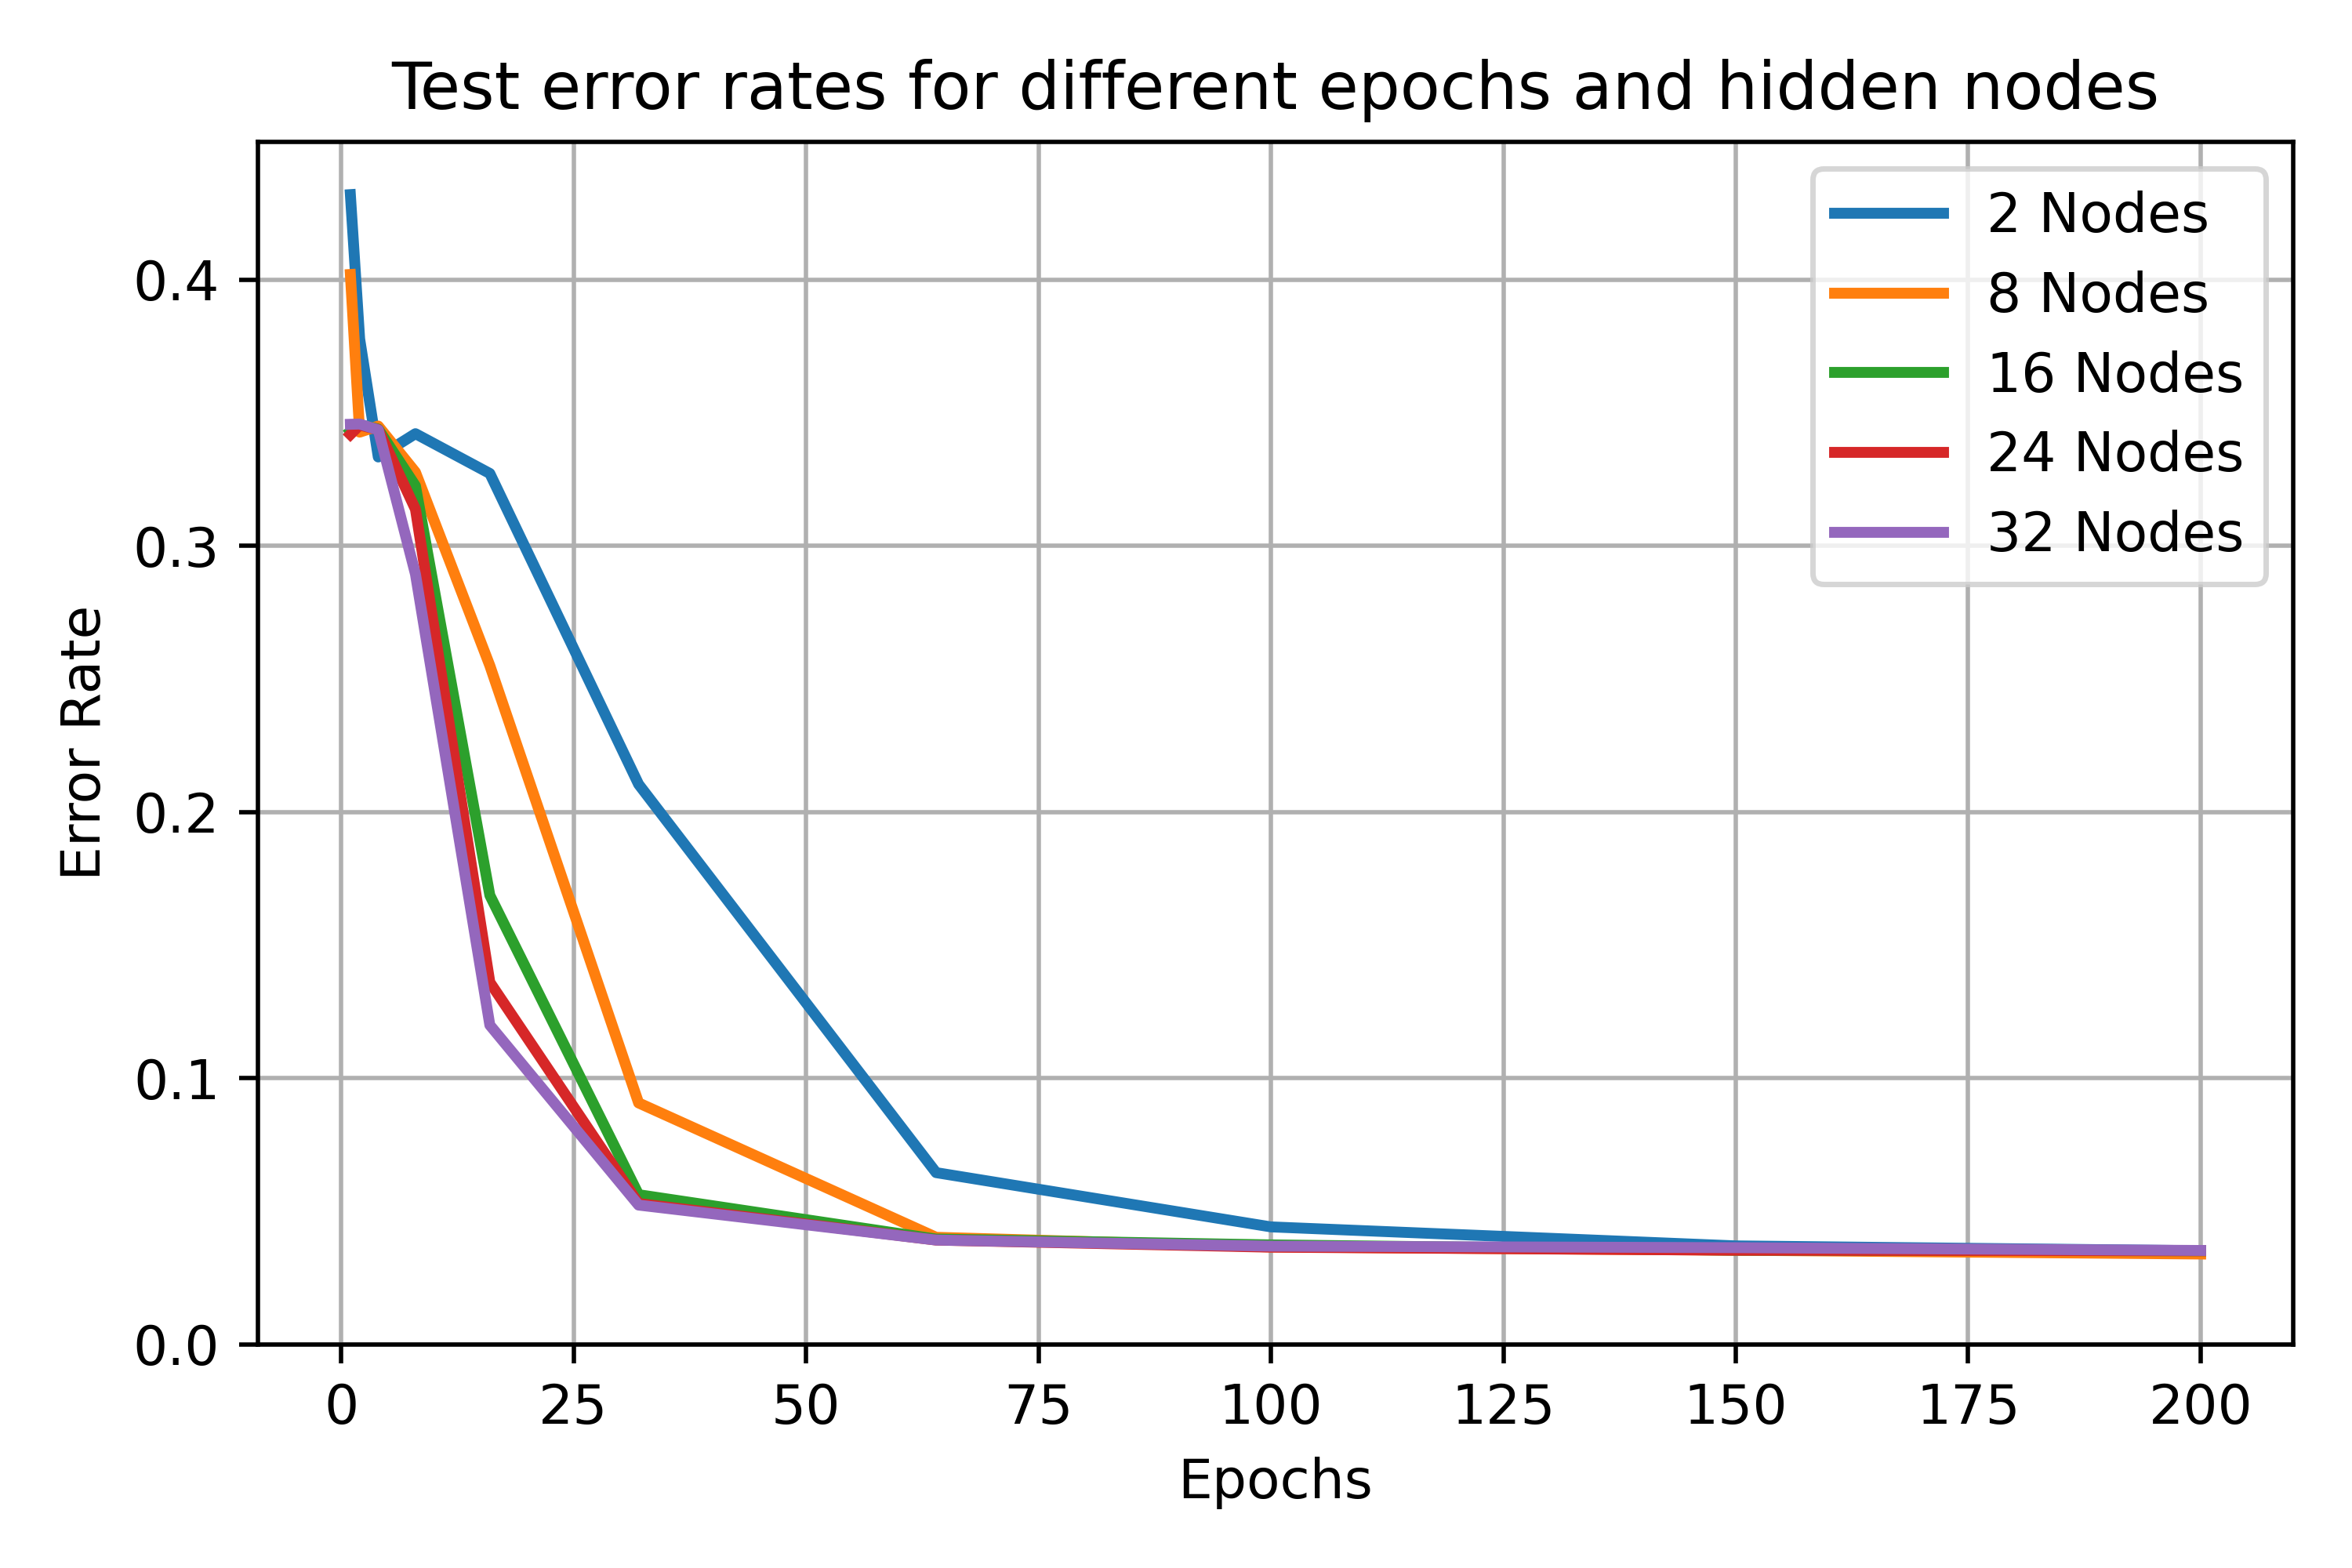 Test error rates for different epochs and hidden nodes
2 Nodes
8 Nodes
16 Nodes
24 Nodes
32 Nodes
Error Rate
0.4
0.3
0.2
0.1
0.0
0 25 50 75 100 125 150 175 200
Epochs